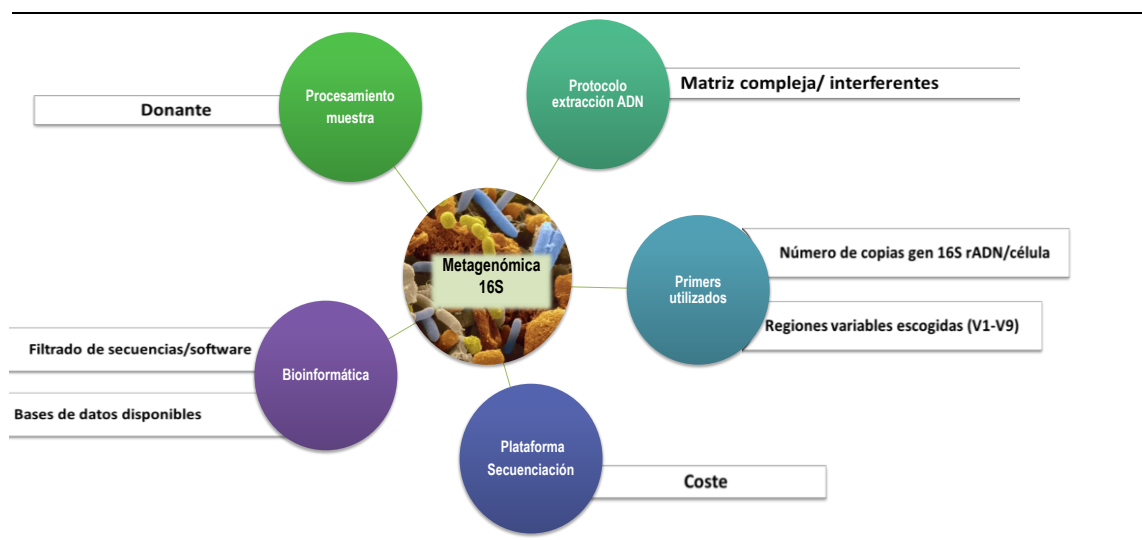 Procesamiento
muestra
Donante
Protocolo
extracción ADN
Matriz compleja/ interferentes
Metagenómica
16S
Primers
utilizados
Número de copias gen 16S rADN/célula
Regiones variables escogidas (V1-V9)
Bioinformática
Filtrado de secuencias/software
Bases de datos disponibles
Plataforma
Secuenciación
Coste